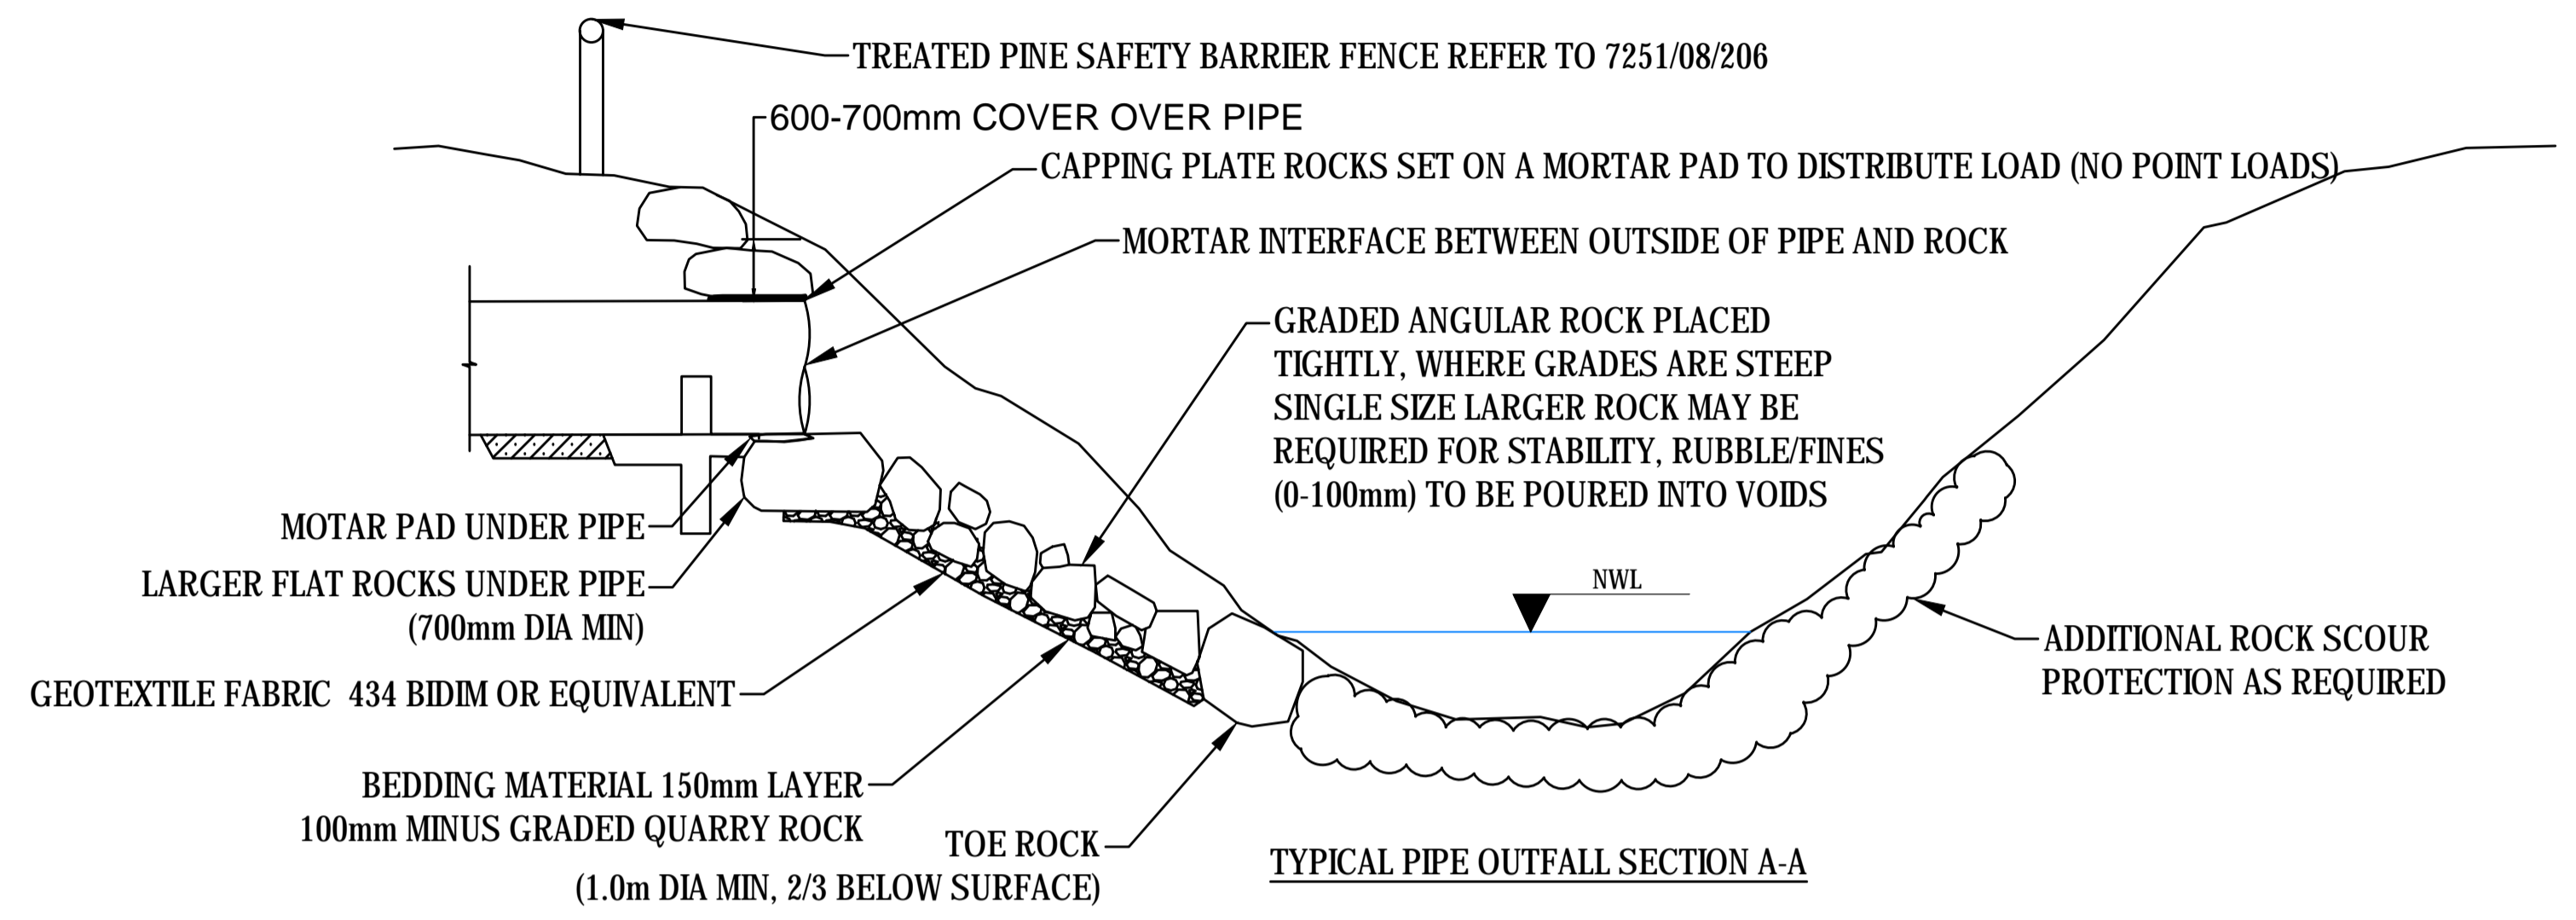 TREATED PINE SAFETY BARRIER FENCE REFER TO 7251/08/206
600-700mm COVER OVER PIPE
CAPPING PLATE ROCKS SET ON A MORTAR PAD TO DISTRIBUTE LOAD (NO POINT LOADS)
MORTAR INTERFACE BETWEEN OUTSIDE OF PIPE AND ROCK
GRADED ANGULAR ROCK PLACED
TIGHTLY, WHERE GRADES ARE STEEP
SINGLE SIZE LARGER ROCK MAY BE
REQUIRED FOR STABILITY, RUBBLE/FINES
(0-100mm) TO BE POURED INTO VOIDS
MOTAR PAD UNDER PIPE
LARGER FLAT ROCKS UNDER PIPE
(700mm DIA MIN)
NWL
ADDITIONAL ROCK SCOUR
PROTECTION AS REQUIRED
GEOTEXTILE FABRIC 434 BIDIM OR EQUIVALENT
BEDDING MATERIAL 150mm LAYER
100mm MINUS GRADED QUARRY ROCK
TOE ROCK
(1.0m DIA MIN, 2/3 BELOW SURFACE)
TYPICAL PIPE OUTFALL SECTION A-A